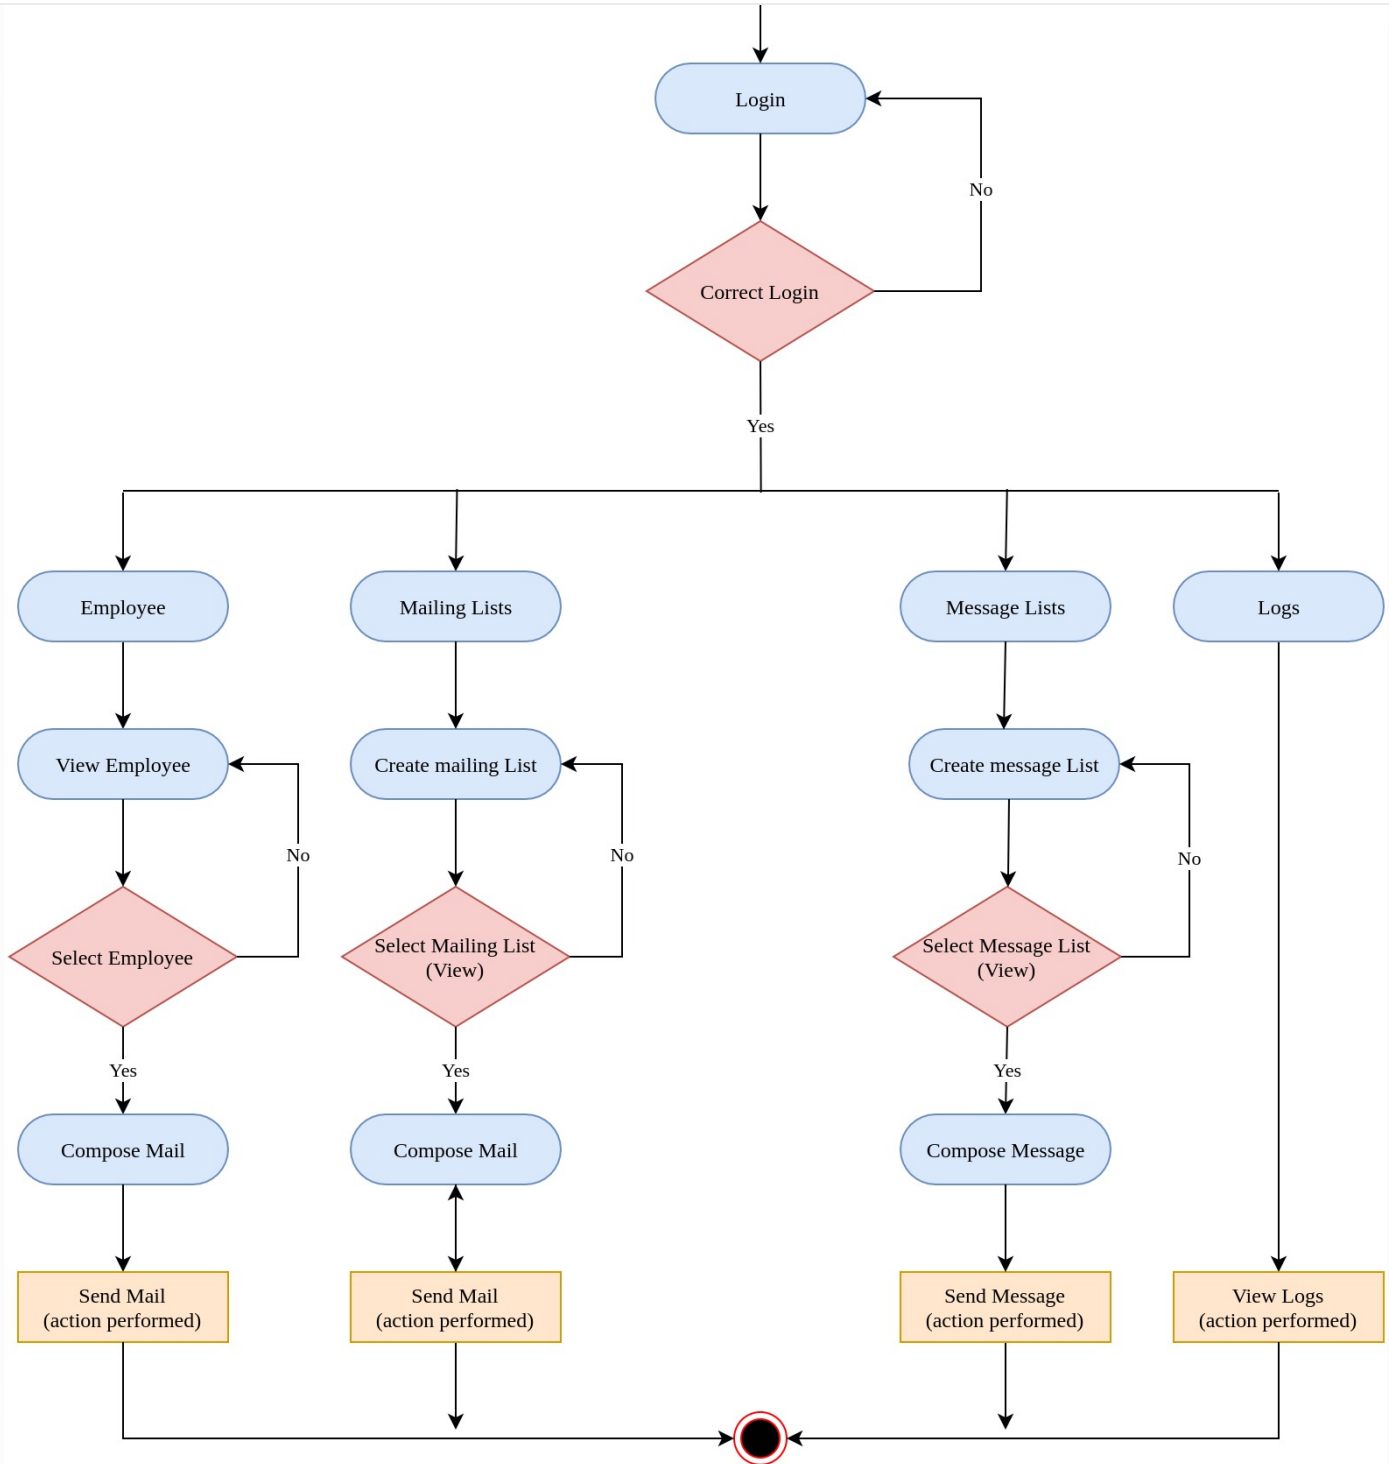 Login
No
Correct Login
Yes
Employee
Mailing Lists
Message Lists
Logs
View Employee
Create mailing List
Create message List
No
No
No
Select Employee
Select Mailing List
(View)
Select Message List
(View)
Yes
Yes
Yes
Compose Mail
Compose Mail
Compose Message
Send Mail
(action performed)
Send Mail
(action performed)
Send Message
(action performed)
View Logs
(action performed)